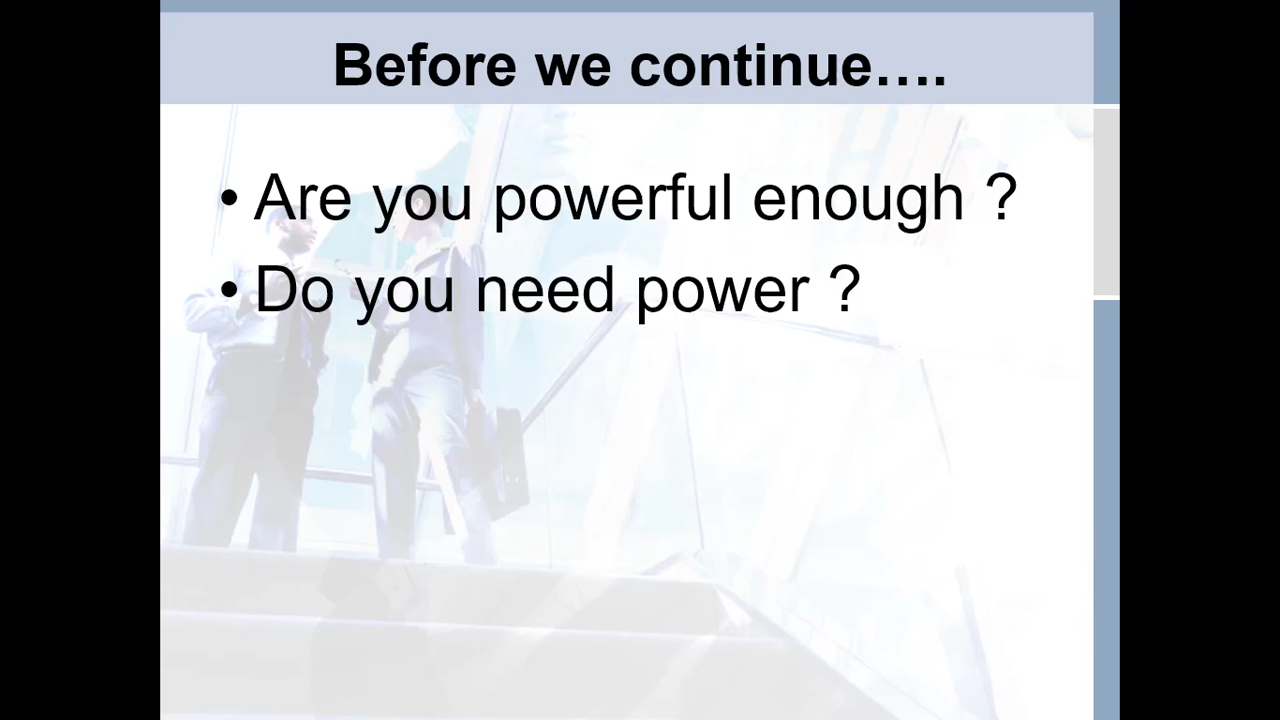 Before we continue….
• Are you powerful enough ?
• Do you need power ?